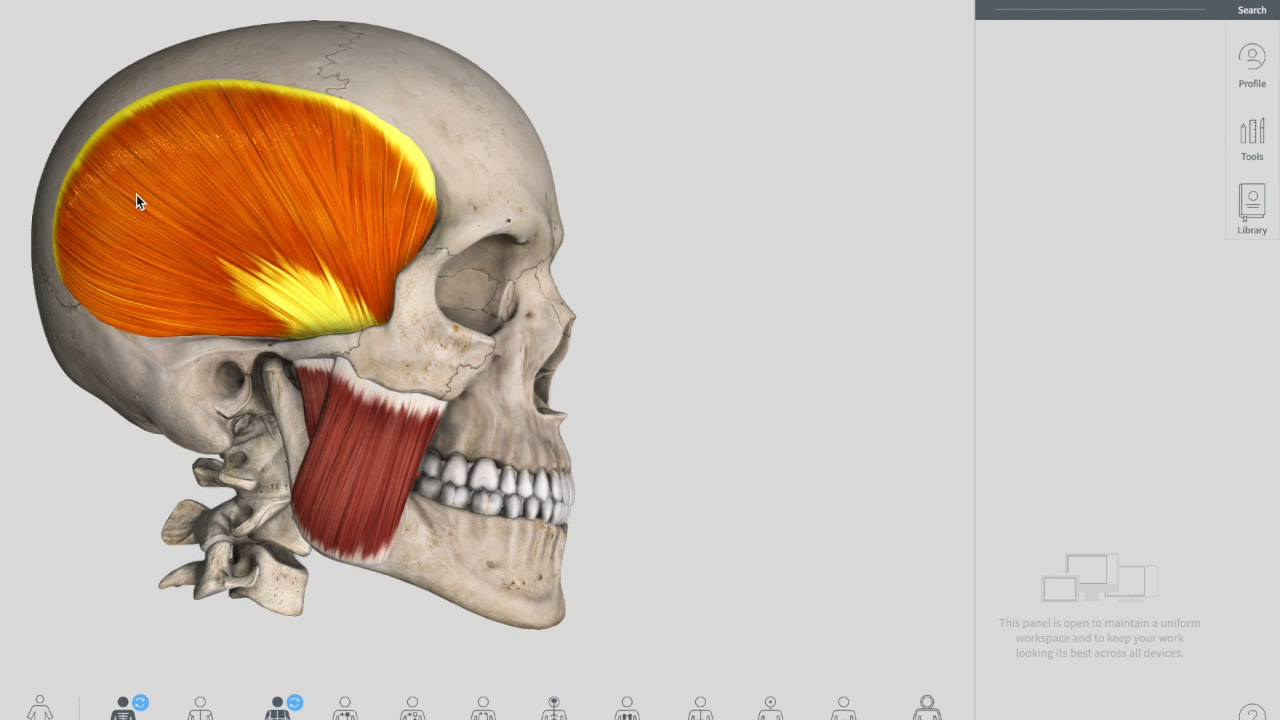 Search
Profile
Tools
Library
This panel is open to maintain a uniform
workspace and to keep your work
looking its best across all devices.
?